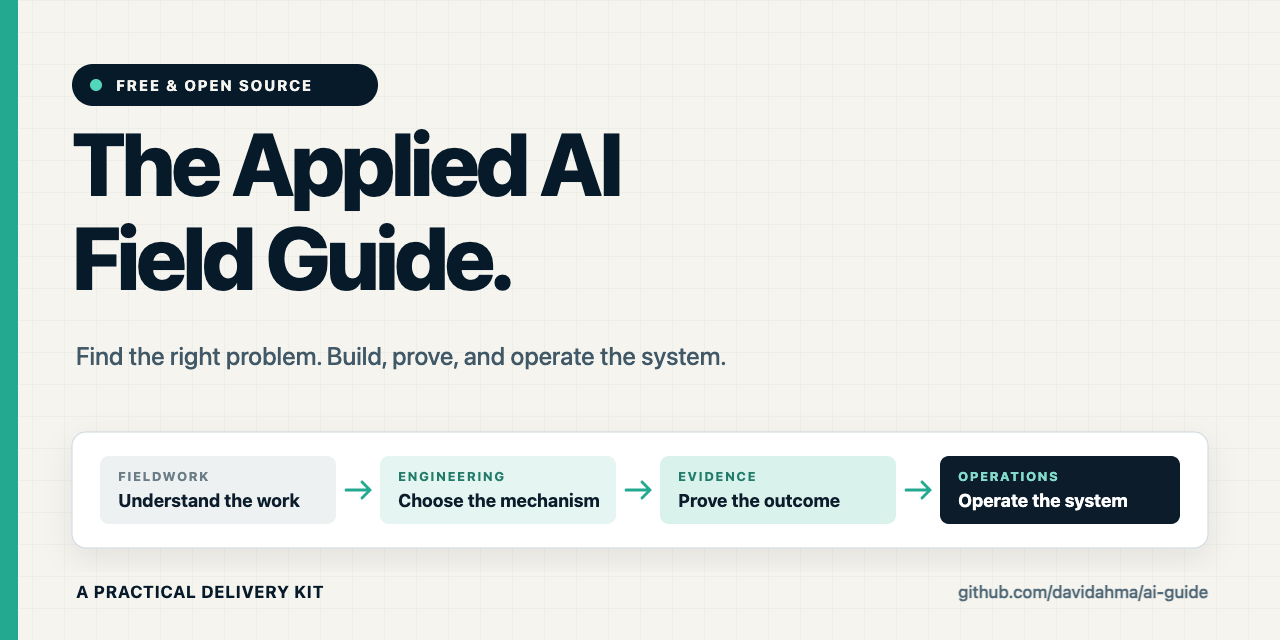 FREE & OPEN SOURCE
The Applied AI
Field Guide.
Find the right problem. Build, prove, and operate the system.
FIELDWORK
Understand the work
ENGINEERING
Choose the mechanism
EVIDENCE
Prove the outcome
OPERATIONS
Operate the system
A PRACTICAL DELIVERY KIT
github.com/davidahma/ai-guide